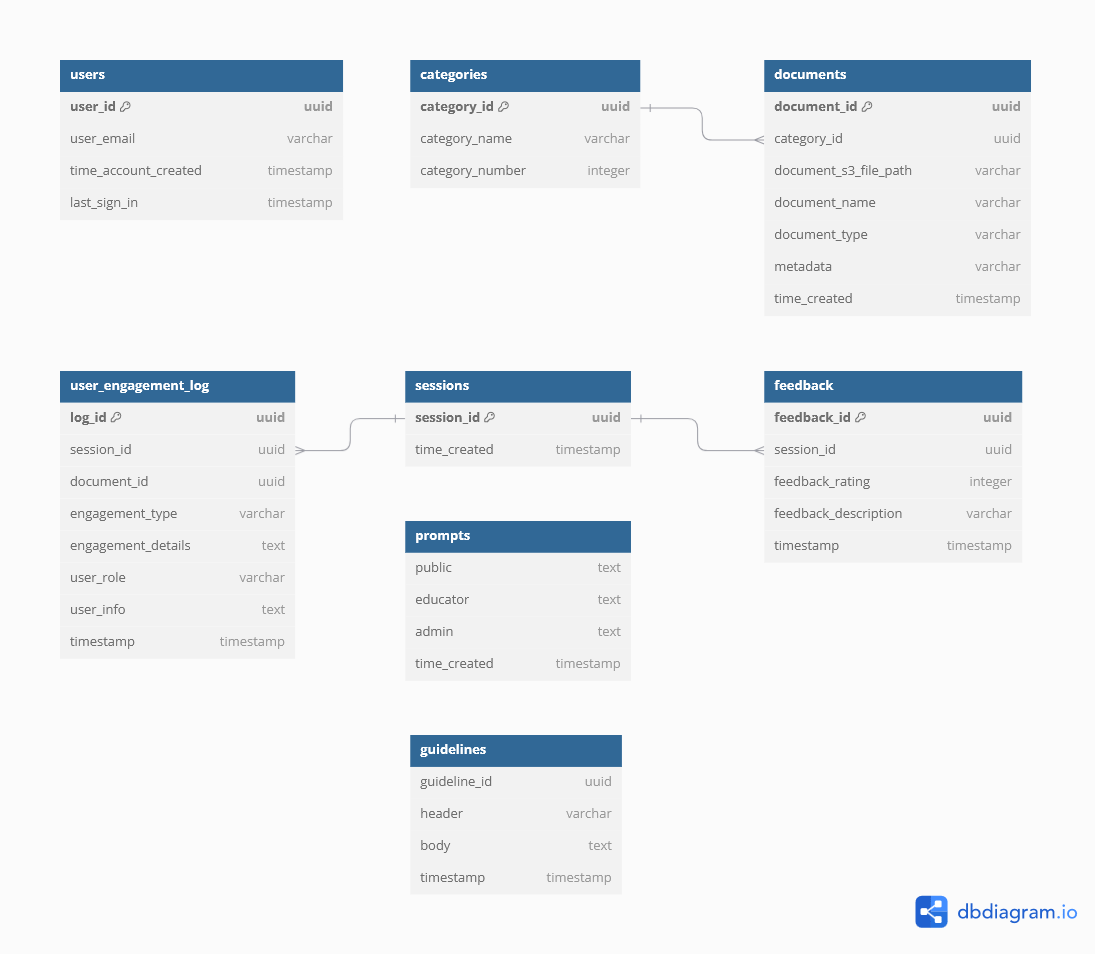 users
user_id uuid
user_email varchar
time_account_created timestamp
last_sign_in timestamp
categories
category_id uuid
category_name varchar
category_number integer
documents
document_id uuid
category_id uuid
document_s3_file_path varchar
document_name varchar
document_type varchar
metadata varchar
time_created timestamp
user_engagement_log
log_id uuid
session_id uuid
document_id uuid
engagement_type varchar
engagement_details text
user_role varchar
user_info text
timestamp timestamp
sessions
session_id uuid
time_created timestamp
feedback
feedback_id uuid
session_id uuid
feedback_rating integer
feedback_description varchar
timestamp timestamp
prompts
public text
educator text
admin text
time_created timestamp
guidelines
guideline_id uuid
header varchar
body text
timestamp timestamp
dbdiagram.io